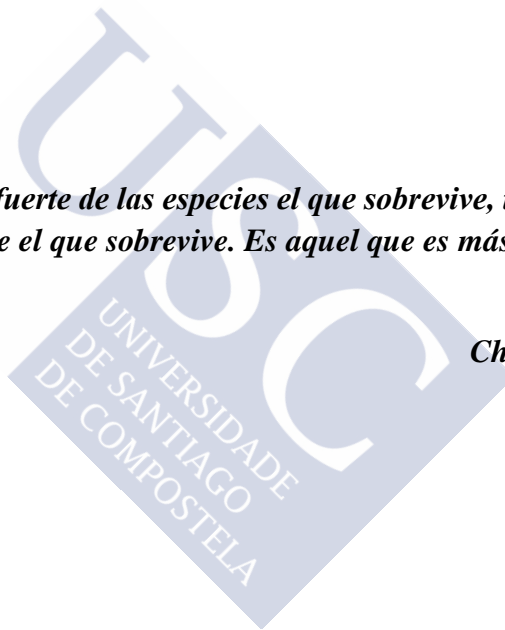 fuerte de las especies el que sobrevive,
e el que sobrevive. Es aquel que es más
Ch
USC
UNIVERSIDADE
DE SANTIAGO
DE COMPOSTELA